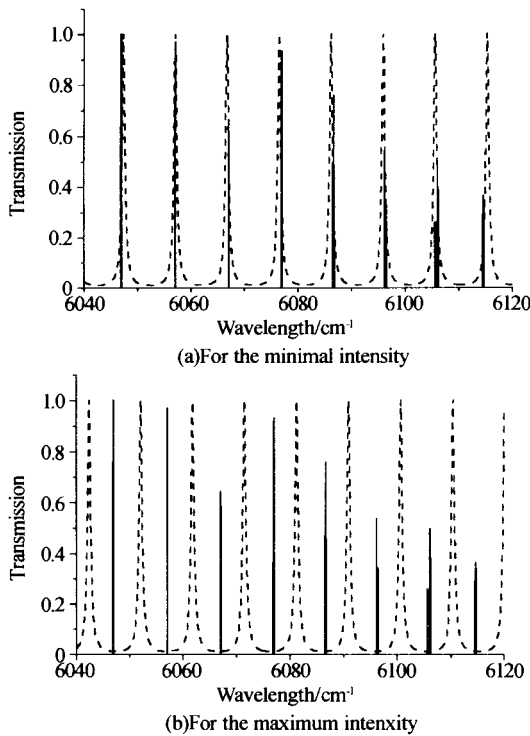 1.0
0.8
0.6
0.4
0.2
0
Transmission
6040 6060 6080 6100 6120
Wavelength/cm⁻¹
(a)For the minimal intensity
1.0
0.8
0.6
0.4
0.2
0
Transmission
6040 6060 6080 6100 6120
Wavelength/cm⁻¹
(b)For the maximum intenxity